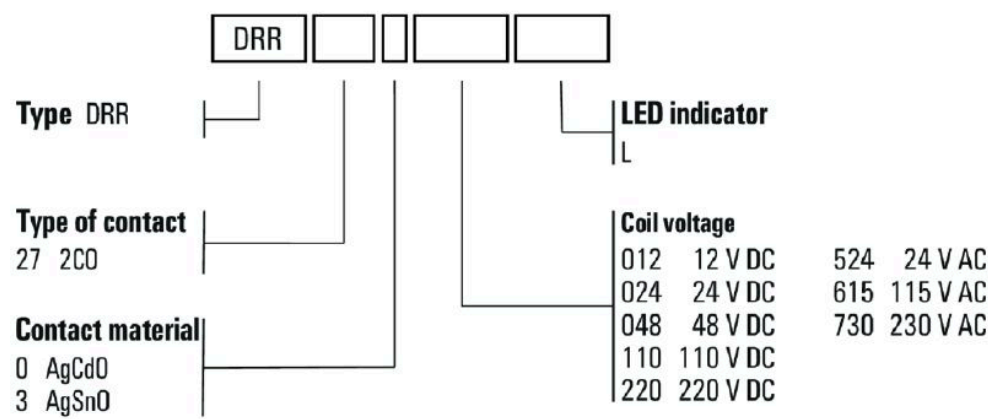 DRR
Type DRR
LED indicator
L
Type of contact
27 2CO
Contact material
0 AgCdO
3 AgSnO
Coil voltage
012 12 V DC 524 24 V AC
024 24 V DC 615 115 V AC
048 48 V DC 730 230 V AC
110 110 V DC
220 220 V DC